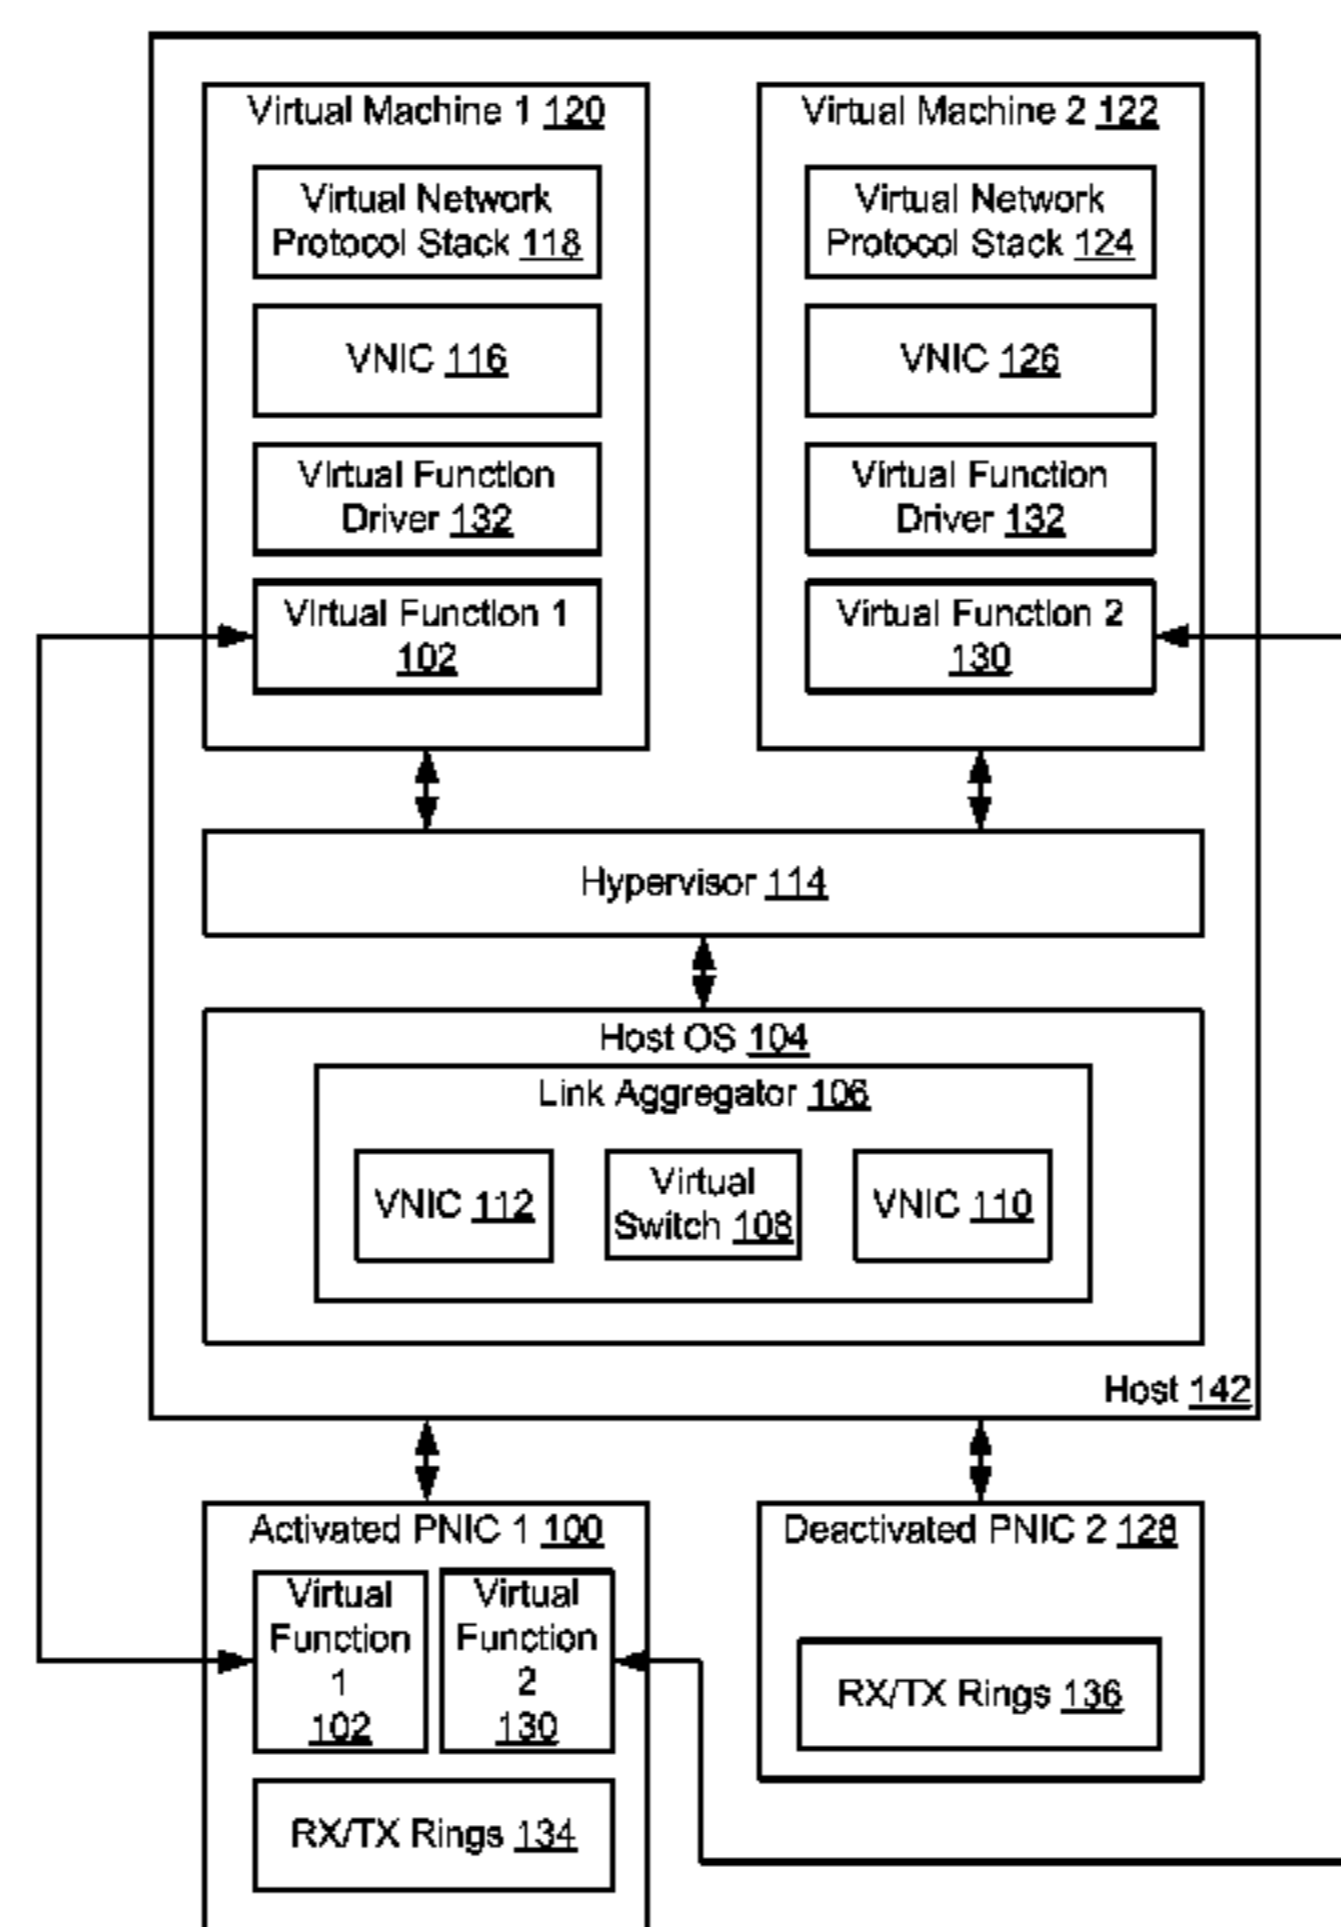 Virtual Machine 1 120
Virtual Network
Protocol Stack 118
VNIC 116
Virtual Function
Driver 132
Virtual Function 1
102
Virtual Machine 2 122
Virtual Network
Protocol Stack 124
VNIC 126
Virtual Function
Driver 132
Virtual Function 2
130
Hypervisor 114
Host OS 104
Link Aggregator 106
VNIC 112
Virtual
Switch 108
VNIC 110
Host 142
Activated PNIC 1 100
Virtual
Function
1
102
Virtual
Function
2
130
RX/TX Rings 134
Deactivated PNIC 2 128
RX/TX Rings 136